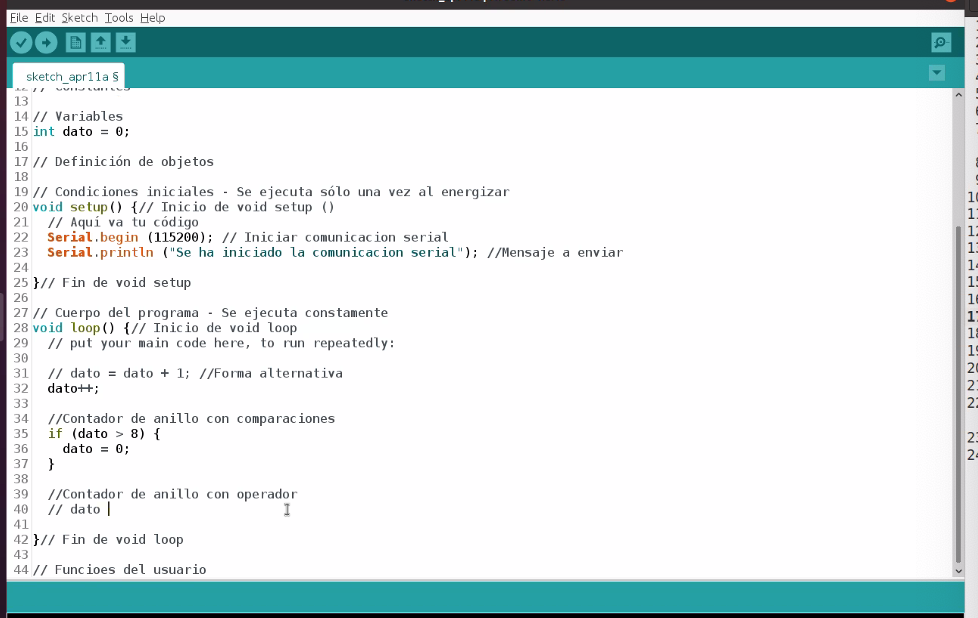 File Edit Sketch Tools Help
sketch_apr11a §
12 // Constantes
13
14 // Variables
15 int dato = 0;
16
17 // Definición de objetos
18
19 // Condiciones iniciales - Se ejecuta sólo una vez al energizar
20 void setup() {// Inicio de void setup ()
21 // Aquí va tu código
22 Serial.begin (115200); // Iniciar comunicacion serial
23 Serial.println ("Se ha iniciado la comunicacion serial"); //Mensaje a enviar
24
25 }// Fin de void setup
26
27 // Cuerpo del programa - Se ejecuta constamente
28 void loop() {// Inicio de void loop
29 // put your main code here, to run repeatedly:
30
31 // dato = dato + 1; //Forma alternativa
32 dato++;
33
34 //Contador de anillo con comparaciones
35 if (dato > 8) {
36 dato = 0;
37 }
38
39 //Contador de anillo con operador
40 // dato
41
42 }// Fin de void loop
43
44 // Funcioes del usuario